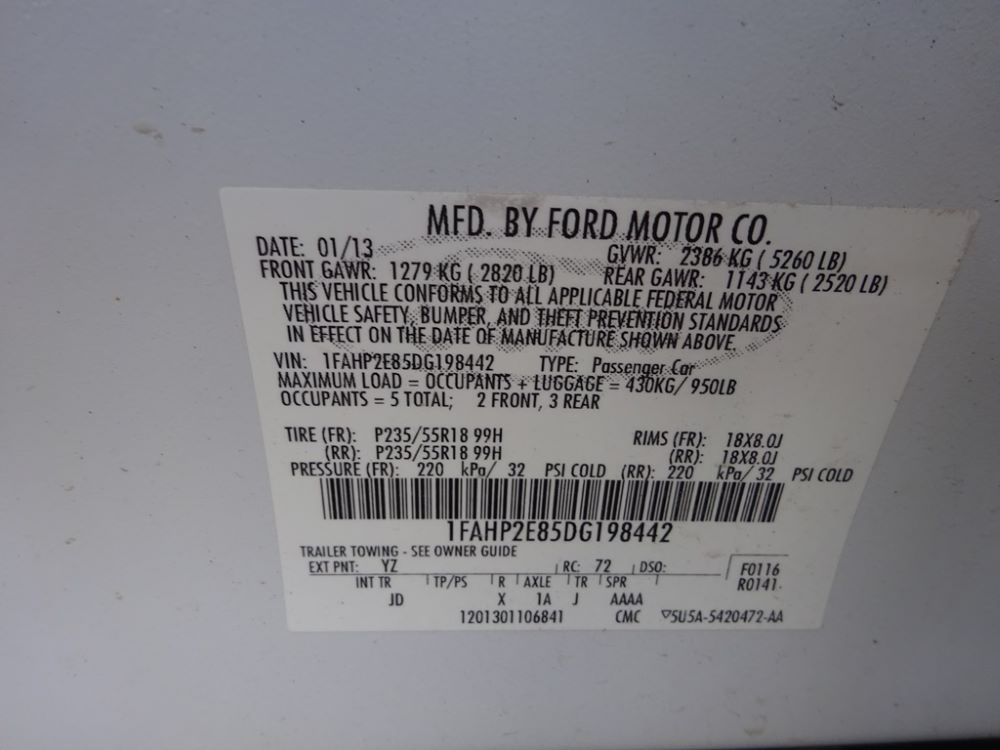 MFD. BY FORD MOTOR CO.
DATE: 01/13 GVWR: 2386 KG ( 5260 LB)
FRONT GAWR: 1279 KG ( 2820 LB) REAR GAWR: 1143 KG ( 2520 LB)
THIS VEHICLE CONFORMS TO ALL APPLICABLE FEDERAL MOTOR
VEHICLE SAFETY, BUMPER, AND THEFT PREVENTION STANDARDS
IN EFFECT ON THE DATE OF MANUFACTURE SHOWN ABOVE.
VIN: 1FAHP2E85DG198442 TYPE: Passenger Car
MAXIMUM LOAD = OCCUPANTS + LUGGAGE = 430KG/ 950LB
OCCUPANTS = 5 TOTAL; 2 FRONT, 3 REAR
TIRE (FR): P235/55R18 99H RIMS (FR): 18X8.0J
(RR): P235/55R18 99H (RR): 18X8.0J
PRESSURE (FR): 220 kPa/ 32 PSI COLD (RR): 220 kPa/ 32 PSI COLD
1FAHP2E85DG198442
TRAILER TOWING - SEE OWNER GUIDE
EXT PNT: YZ RC: 72 DSO: F0116
INT TR TP/PS R AXLE TR SPR R0141
JD X 1A J AAAA
1201301106841 CMC ▽5U5A-5420472-AA